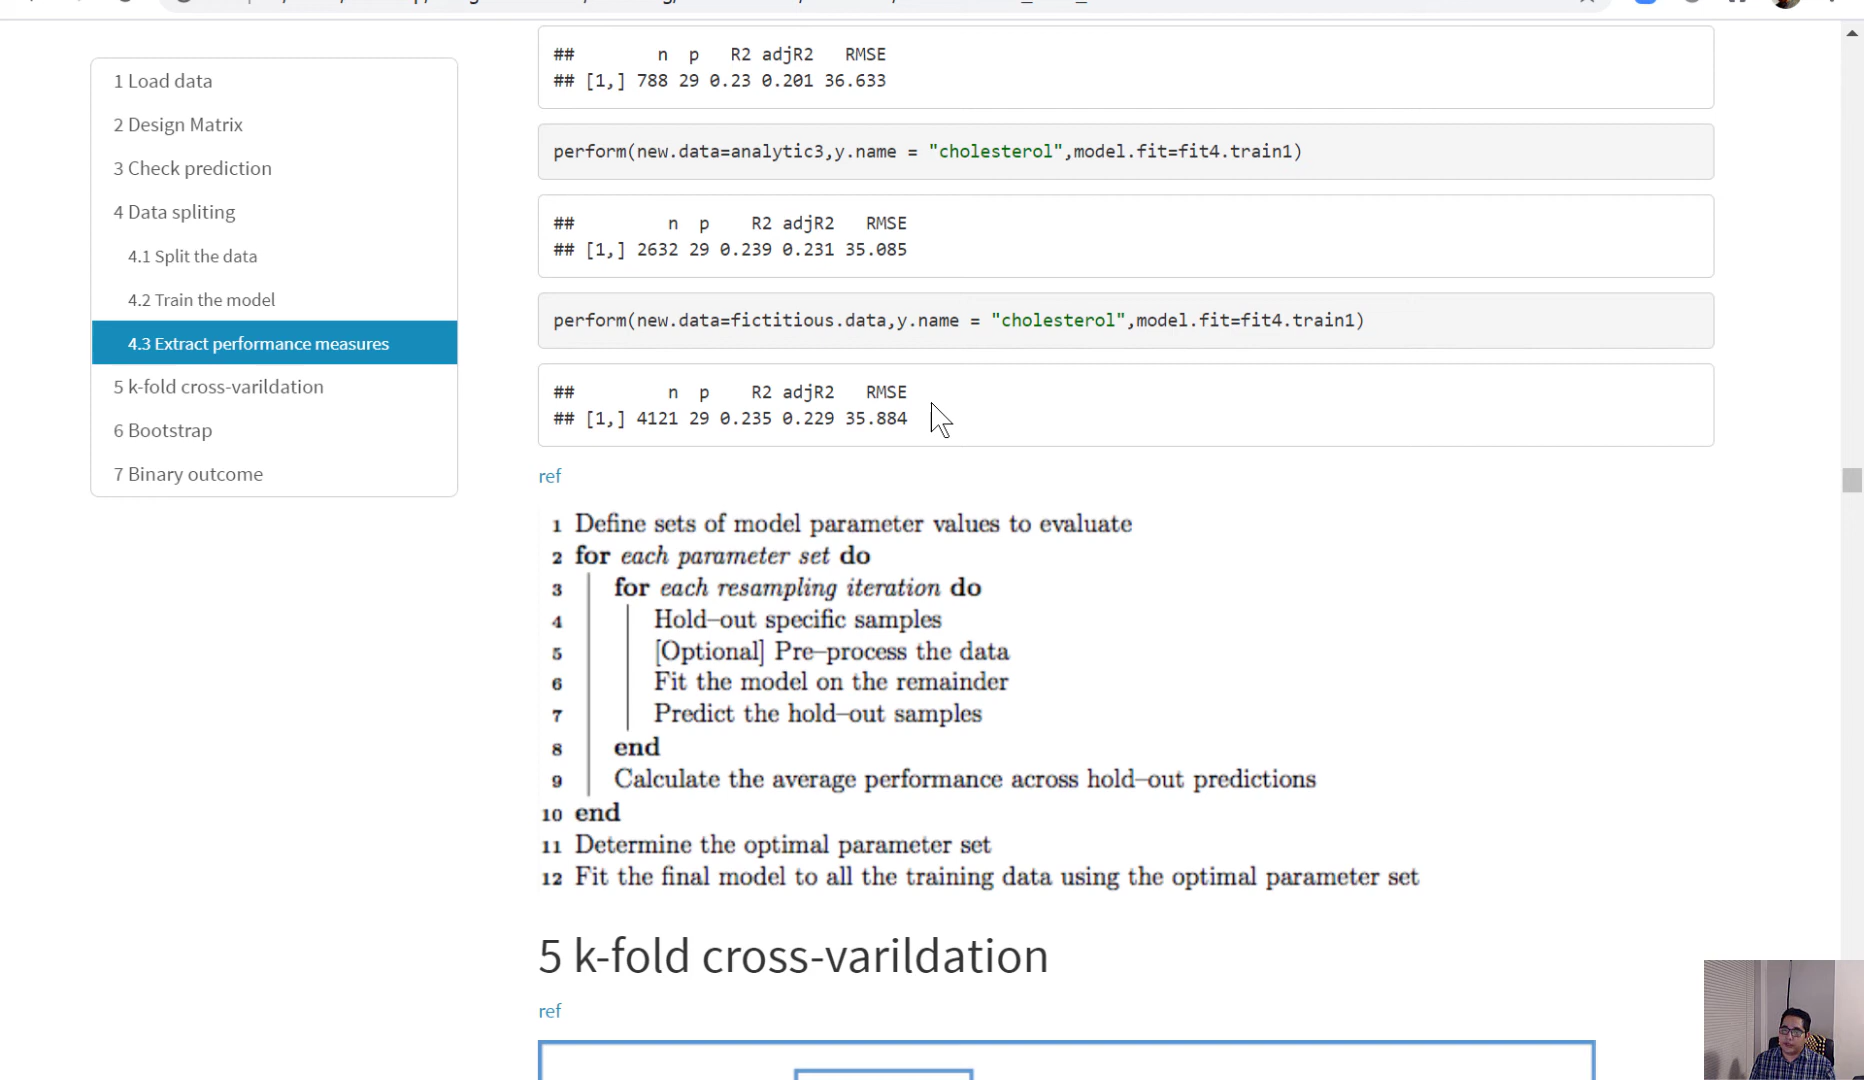 1 Load data
2 Design Matrix
3 Check prediction
4 Data spliting
4.1 Split the data
4.2 Train the model
4.3 Extract performance measures
5 k-fold cross-varildation
6 Bootstrap
7 Binary outcome
## n p R2 adjR2 RMSE
## [1,] 788 29 0.23 0.201 36.633
perform(new.data=analytic3,y.name = "cholesterol",model.fit=fit4.train1)
## n p R2 adjR2 RMSE
## [1,] 2632 29 0.239 0.231 35.085
perform(new.data=fictitious.data,y.name = "cholesterol",model.fit=fit4.train1)
## n p R2 adjR2 RMSE
## [1,] 4121 29 0.235 0.229 35.884
ref
1 Define sets of model parameter values to evaluate
2 for each parameter set do
3 for each resampling iteration do
4 Hold–out specific samples
5 [Optional] Pre–process the data
6 Fit the model on the remainder
7 Predict the hold–out samples
8 end
9 Calculate the average performance across hold–out predictions
10 end
11 Determine the optimal parameter set
12 Fit the final model to all the training data using the optimal parameter set
5 k-fold cross-varildation
ref